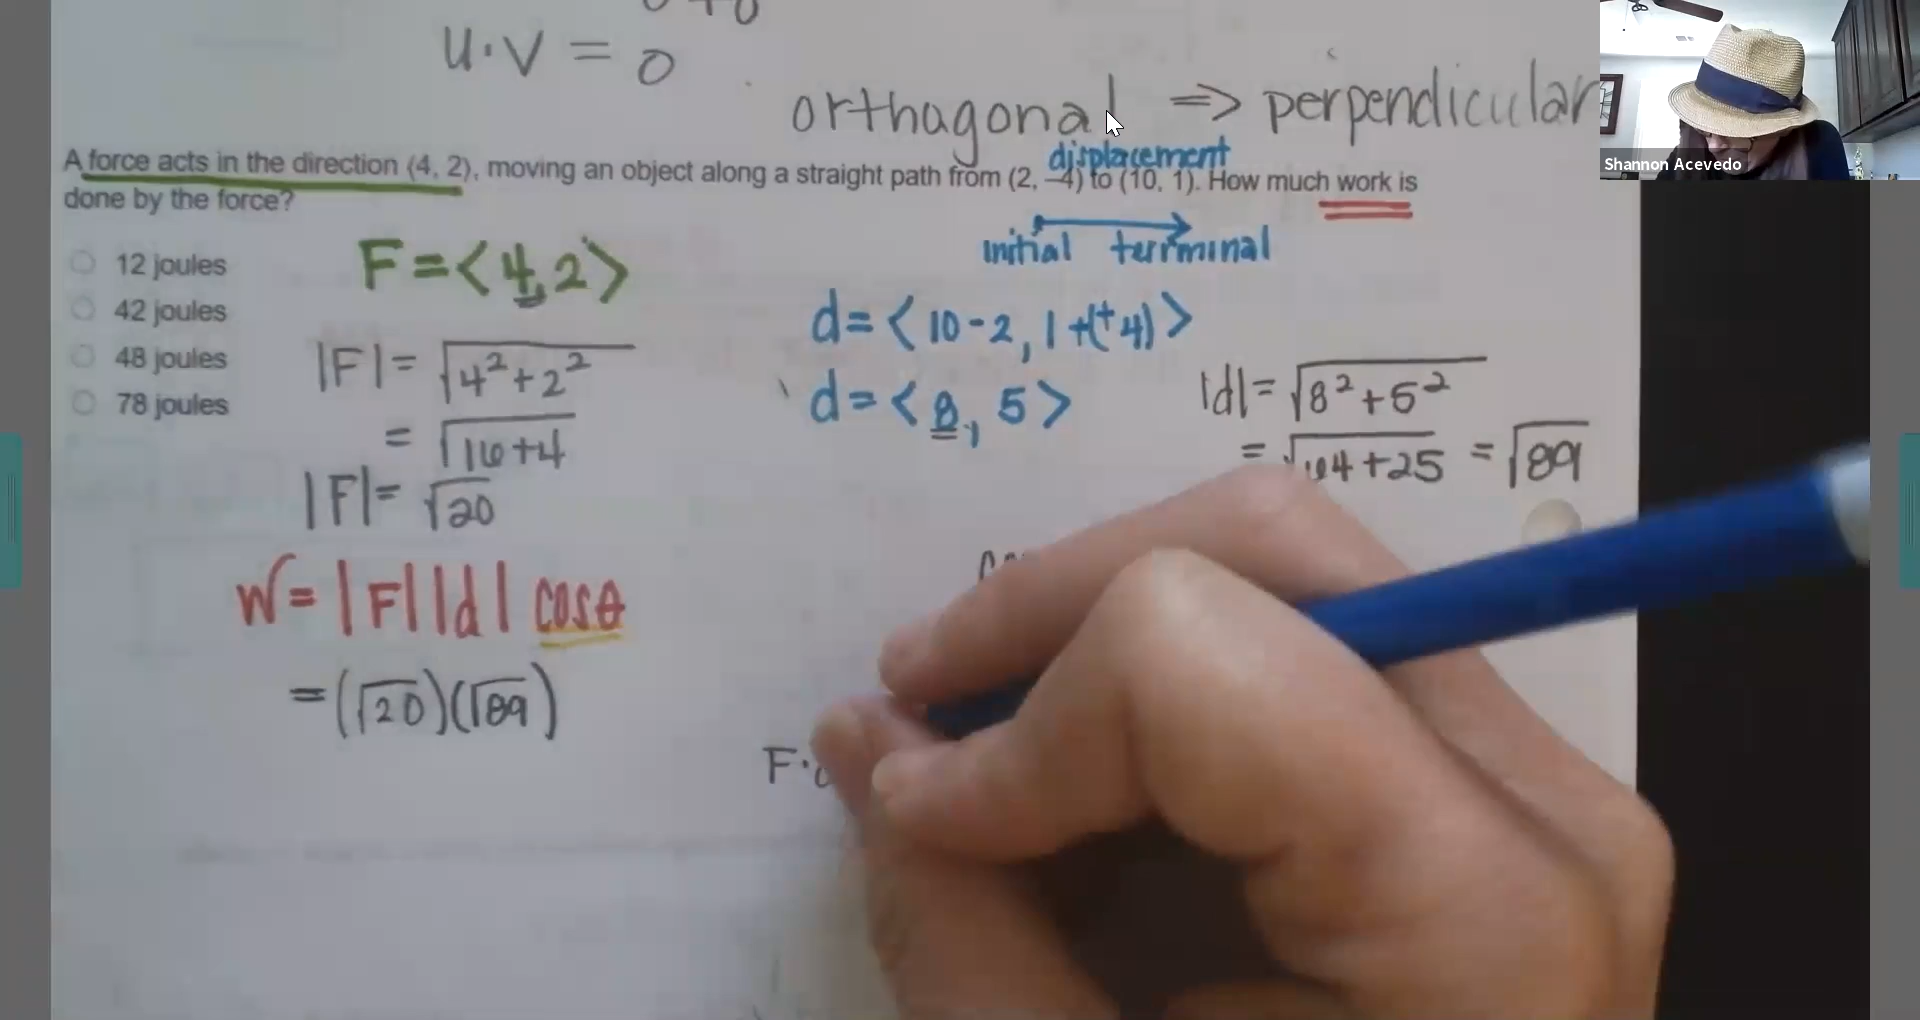 u·v = 0
orthagonal => perpendicular
Shannon Acevedo
displacement
A force acts in the direction (4, 2), moving an object along a straight path from (2, –4) to (10, 1). How much work is
done by the force?
initial terminal
12 joules
42 joules
48 joules
78 joules
F = <4, 2>
|F| = √4²+2²
= √16+4
|F| = √20
d = <10-2, 1+(+4)>
d = <8, 5>
|d| = √8²+5²
= √64+25 = √89
W = |F||d| cosθ
= (√20)(√89)
F·